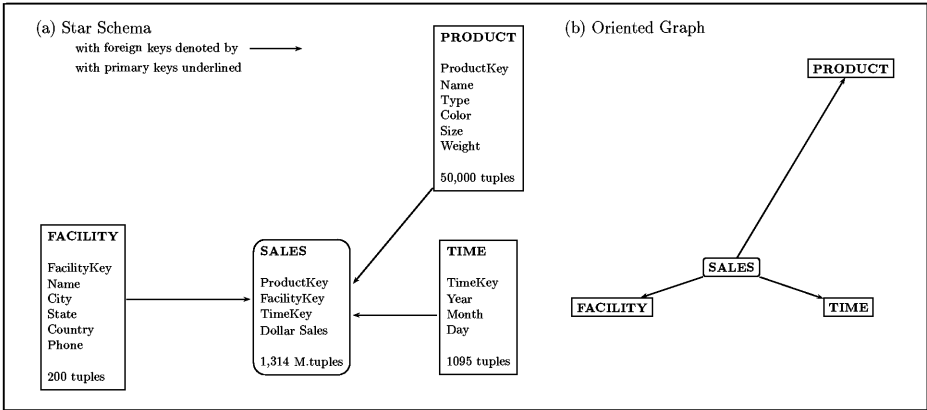 (a) Star Schema
with foreign keys denoted by
with primary keys underlined
PRODUCT
ProductKey
Name
Type
Color
Size
Weight
50,000 tuples
FACILITY
FacilityKey
Name
City
State
Country
Phone
200 tuples
SALES
ProductKey
FacilityKey
TimeKey
Dollar Sales
1,314 M.tuples
TIME
TimeKey
Year
Month
Day
1095 tuples
(b) Oriented Graph
PRODUCT
SALES
FACILITY
TIME